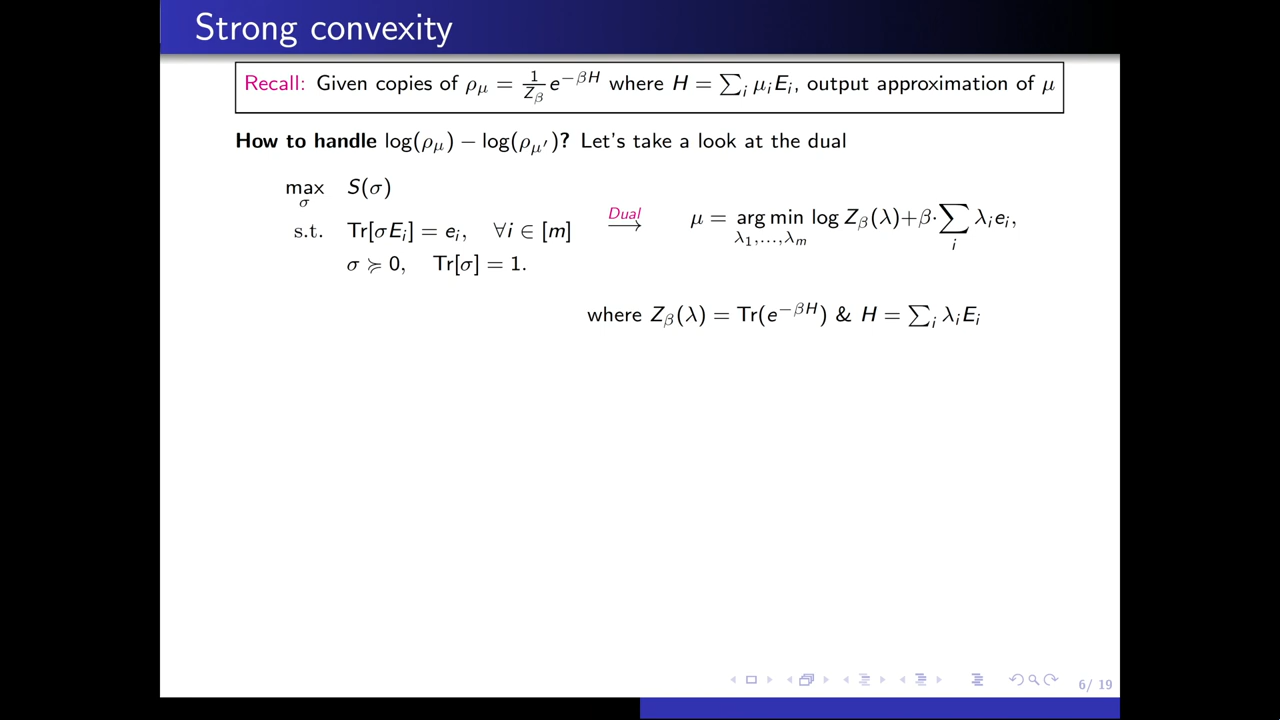 Strong convexity
Recall: Given copies of ρ_μ = 1/Z_β e^{−βH} where H = ∑_i μ_i E_i, output approximation of μ
How to handle log(ρ_μ) − log(ρ_{μ′})? Let's take a look at the dual
max_σ S(σ)
s.t. Tr[σE_i] = e_i, ∀i ∈ [m]
σ ≽ 0, Tr[σ] = 1.
Dual ⟶
μ = arg min_{λ_1,...,λ_m} log Z_β(λ)+β·∑_i λ_i e_i,
where Z_β(λ) = Tr(e^{−βH}) & H = ∑_i λ_i E_i
6/ 19